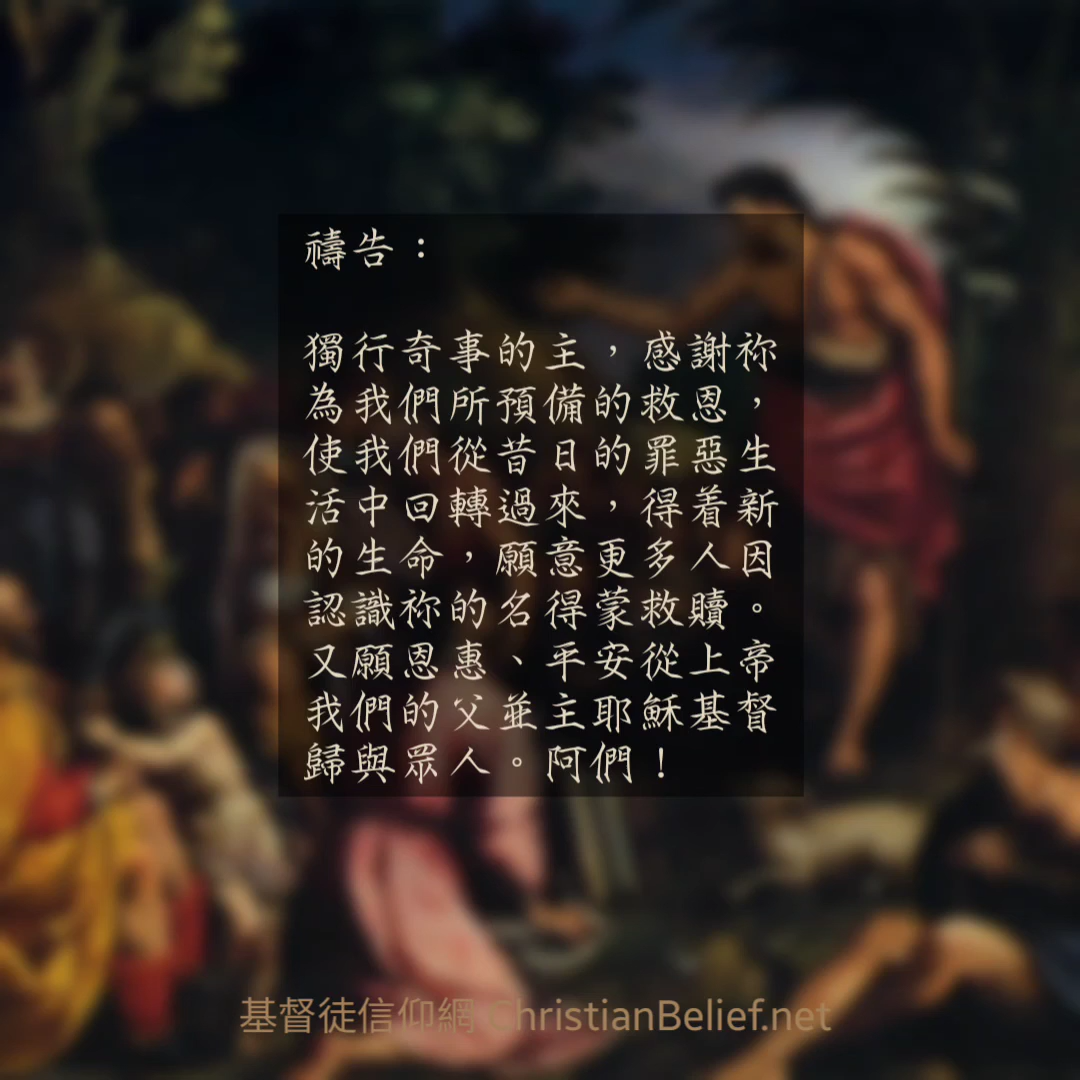 禱告：
獨行奇事的主，感謝祢
為我們所預備的救恩，
使我們從昔日的罪惡生
活中回轉過來，得着新
的生命，願意更多人因
認識祢的名得蒙救贖。
又願恩惠、平安從上帝
我們的父並主耶穌基督
歸與眾人。阿們！
基督徒信仰網 ChristianBelief.net